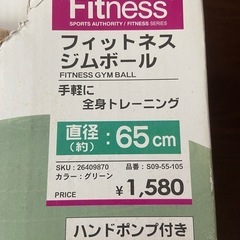 Fitness
SPORTS AUTHORITY / FITNESS SERIES
フィットネス
ジムボール
FITNESS GYM BALL
手軽に
全身トレーニング
直径(約):65cm
SKU : 26409870 品番 : S09-55-105
カラー : グリーン
PRICE ¥1,580
ハンドポンプ付き